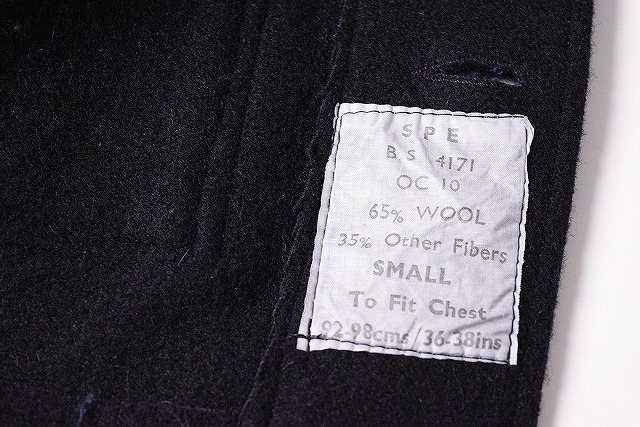 S P E
B S 4171
OC 10
65% WOOL
35% Other Fibers
SMALL
To Fit Chest
92-98cms/36-38ins